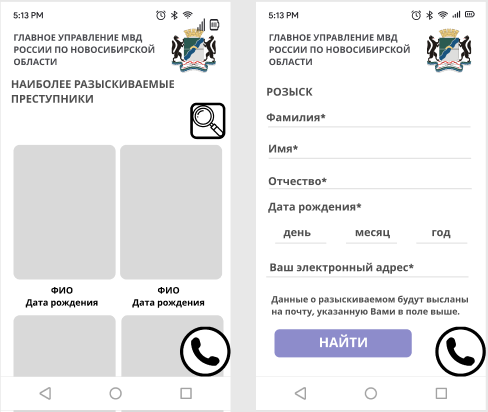 5:13 PM
ГЛАВНОЕ УПРАВЛЕНИЕ МВД
РОССИИ ПО НОВОСИБИРСКОЙ
ОБЛАСТИ
НАИБОЛЕЕ РАЗЫСКИВАЕМЫЕ
ПРЕСТУПНИКИ
ФИО
Дата рождения
ФИО
Дата рождения
5:13 PM
ГЛАВНОЕ УПРАВЛЕНИЕ МВД
РОССИИ ПО НОВОСИБИРСКОЙ
ОБЛАСТИ
РОЗЫСК
Фамилия*
Имя*
Отчество*
Дата рождения*
день месяц год
Ваш электронный адрес*
Данные о разыскиваемом будут высланы
на почту, указанную Вами в поле выше.
НАЙТИ